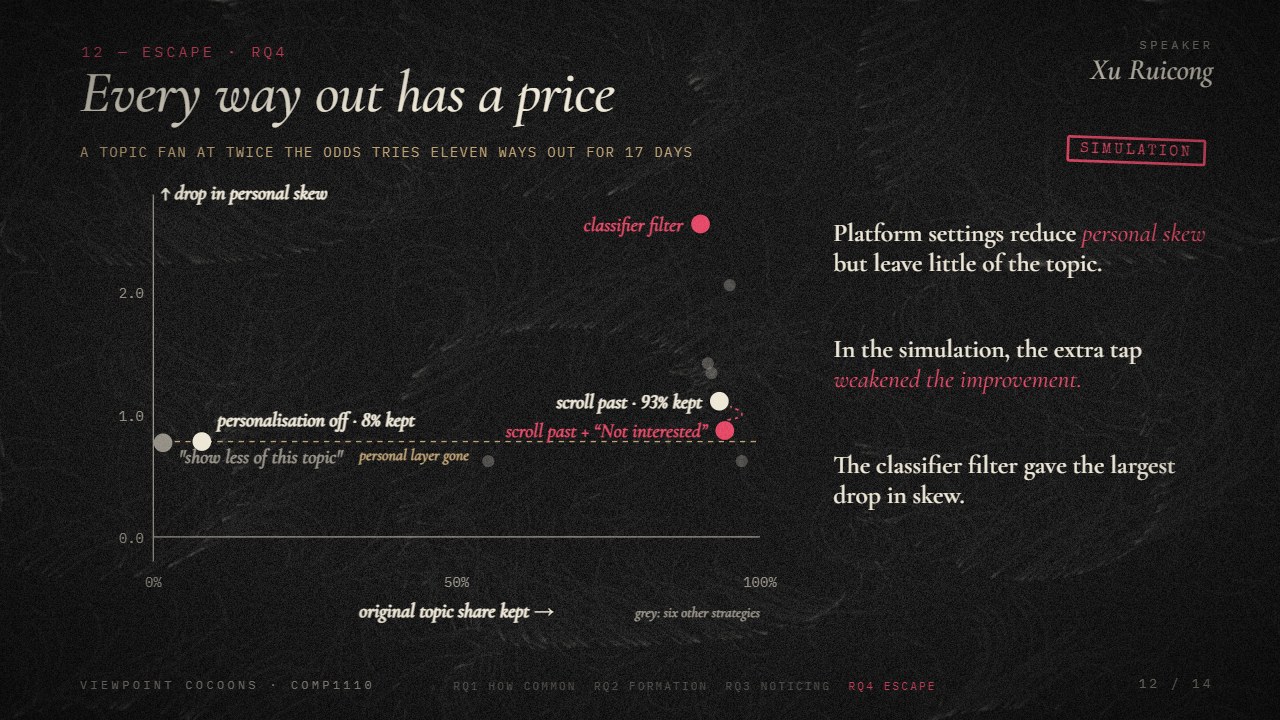 12 — ESCAPE · RQ4
SPEAKER
Xu Ruicong
Every way out has a price
A TOPIC FAN AT TWICE THE ODDS TRIES ELEVEN WAYS OUT FOR 17 DAYS
SIMULATION
↑ drop in personal skew
classifier filter
2.0
scroll past · 93% kept
1.0
personalisation off · 8% kept
scroll past + “Not interested”
"show less of this topic"
personal layer gone
0.0
0%
50%
100%
original topic share kept →
grey: six other strategies
Platform settings reduce personal skew
but leave little of the topic.
In the simulation, the extra tap
weakened the improvement.
The classifier filter gave the largest
drop in skew.
VIEWPOINT COCOONS · COMP1110
RQ1 HOW COMMON RQ2 FORMATION RQ3 NOTICING RQ4 ESCAPE
12 / 14